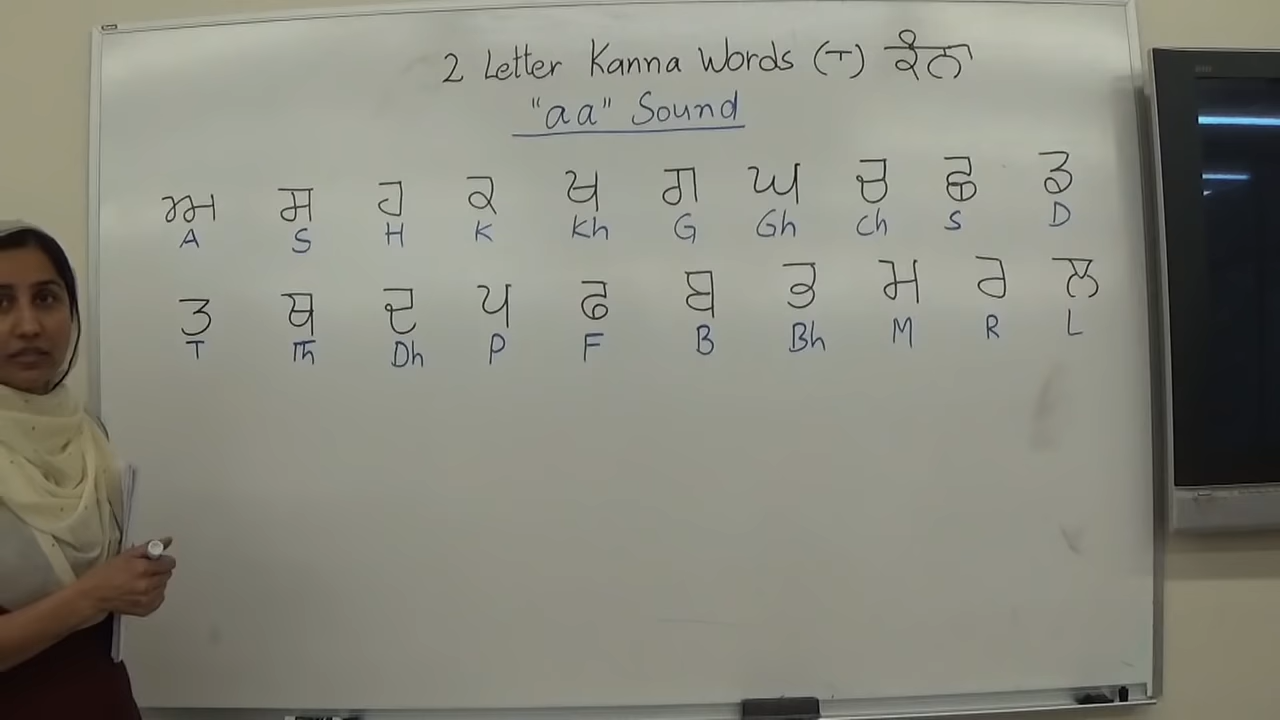 2 Letter Kanna Words (т) ਕੰਨਾ
"aa" Sound
ਅ ਸ ਹ ਕ ਖ ਗ ਘ ਚ ਛ ਡ
A S H K Kh G Gh Ch S D
ਤ ਥ ਦ ਪ ਫ ਬ ਭ ਮ ਰ ਲ
T Th Dh P F B Bh M R L